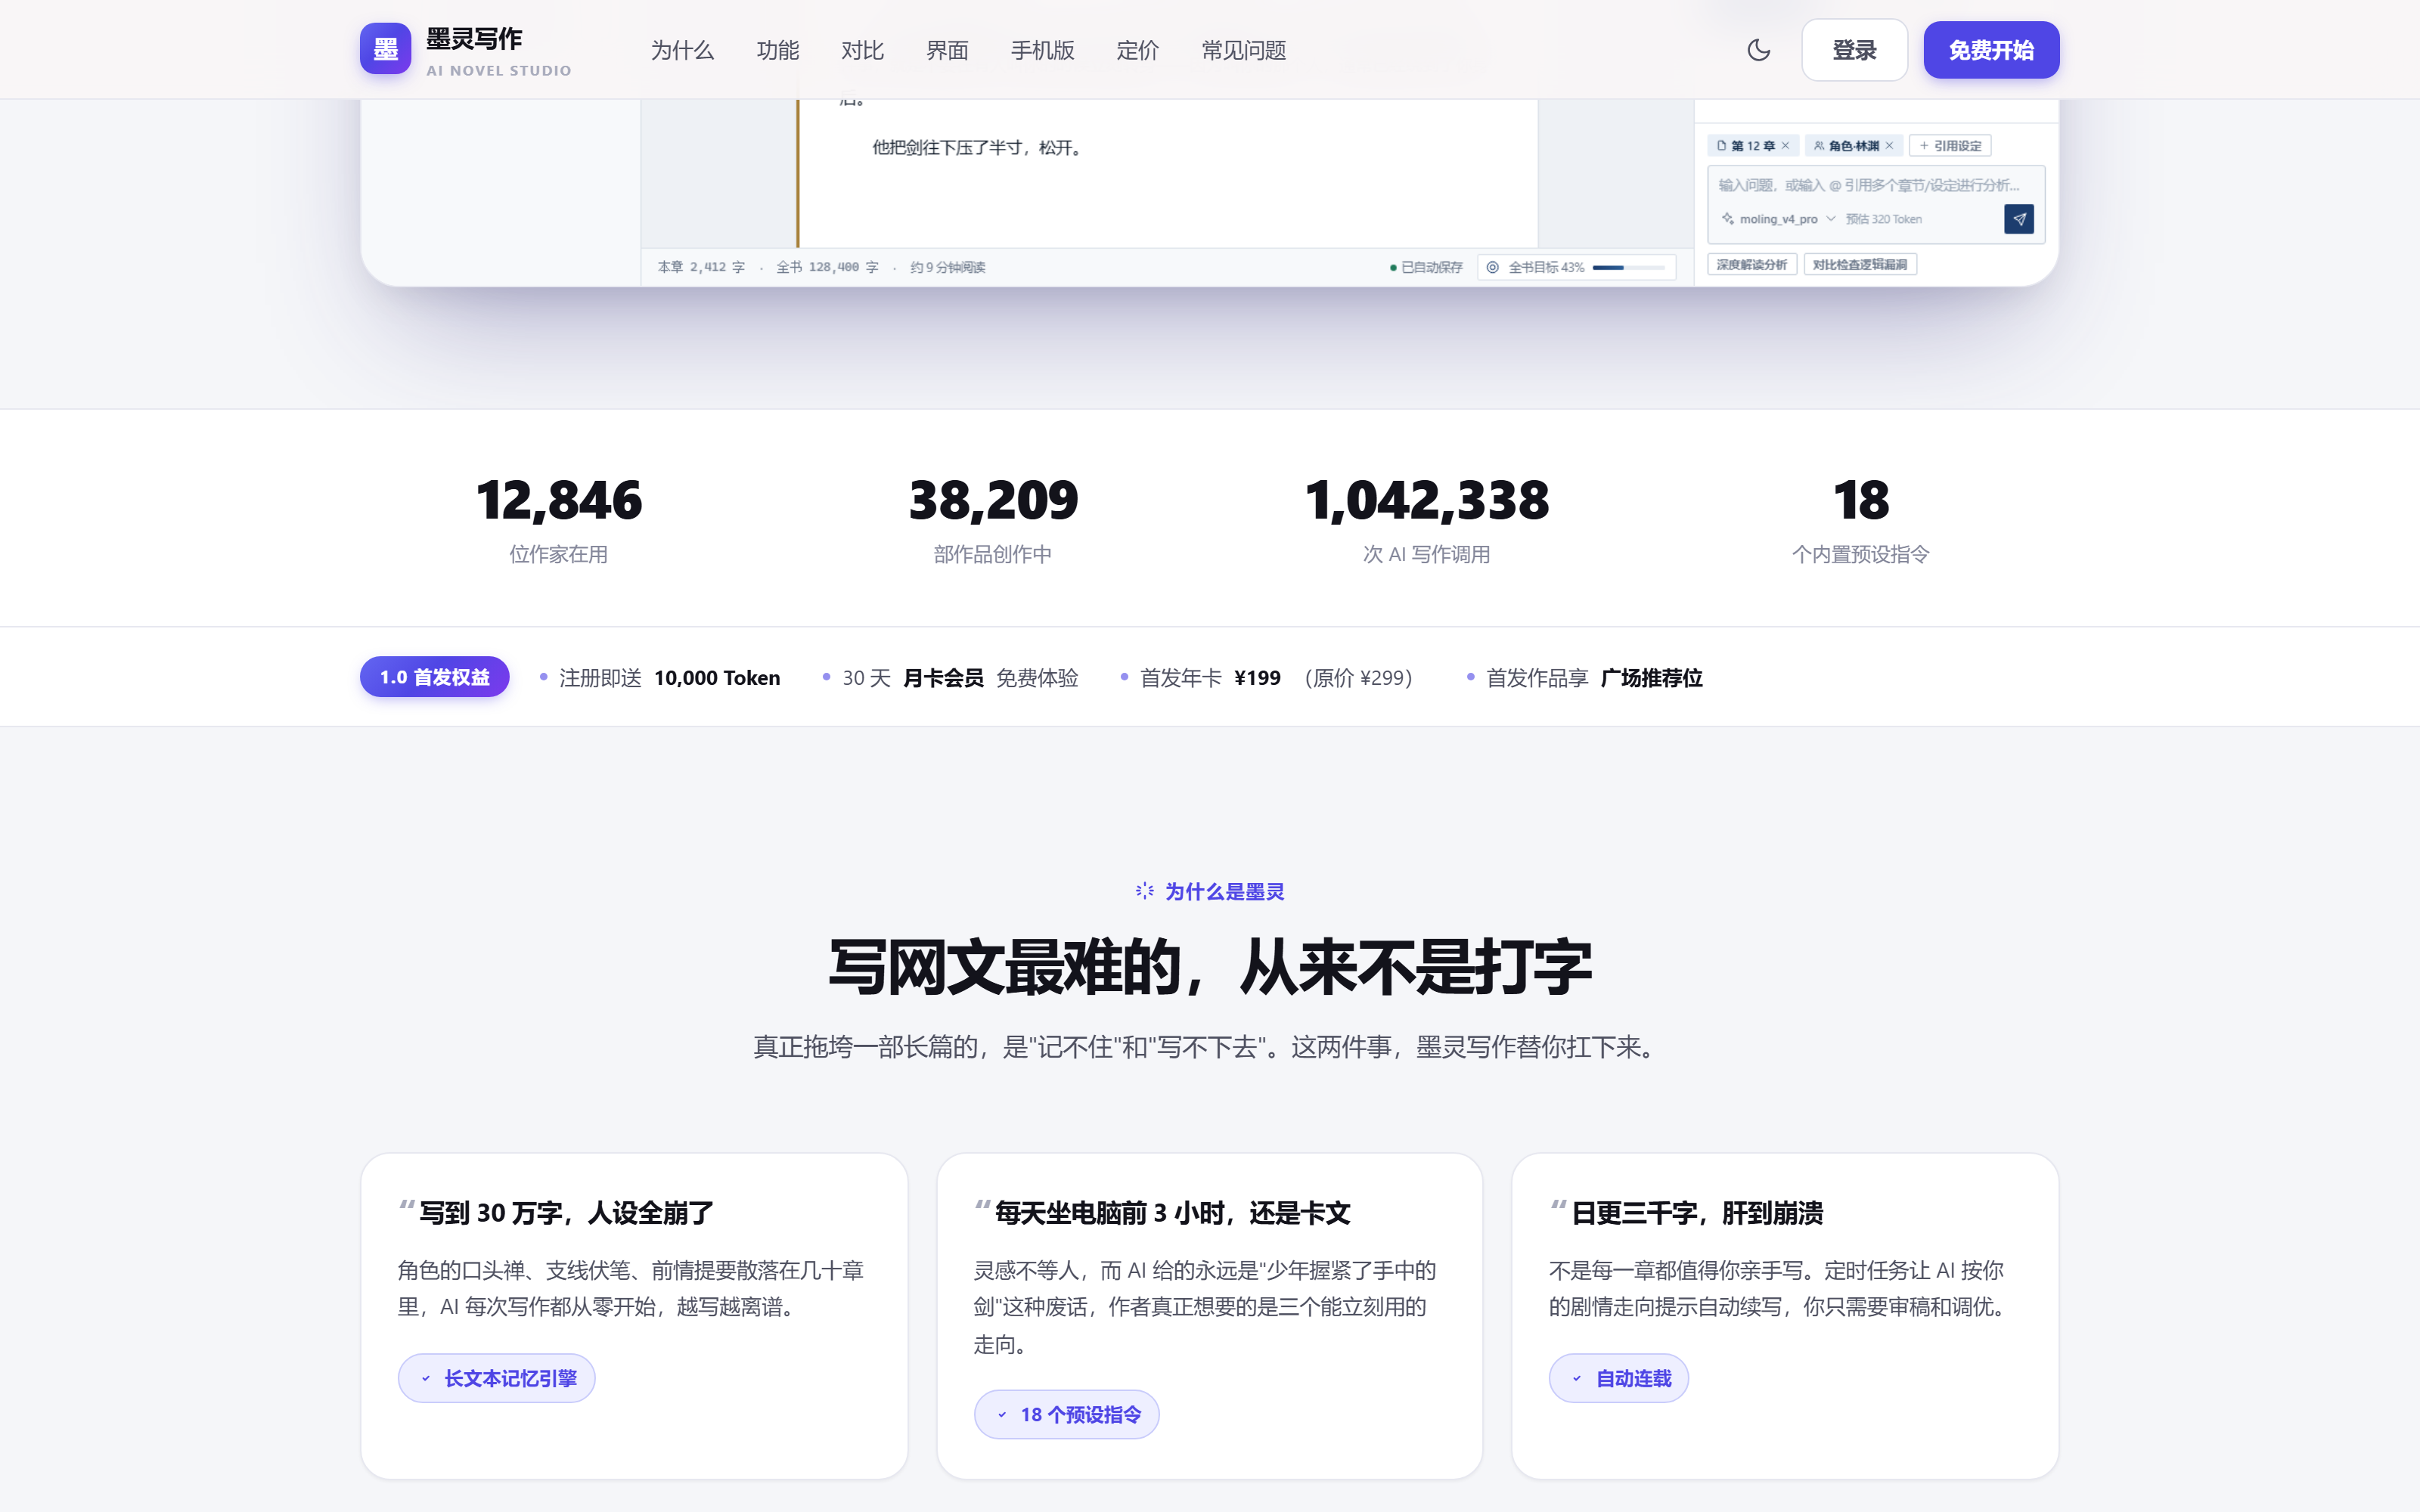 墨
墨灵写作
AI NOVEL STUDIO
为什么 功能 对比 界面 手机版 定价 常见问题
登录
免费开始
他把剑往下压了半寸，松开。
第 12 章 ×
角色·林渊 ×
+ 引用设定
输入问题，或输入 @ 引用多个章节/设定进行分析...
moling_v4_pro
预估 320 Token
深度解读分析
对比检查逻辑漏洞
本章 2,412 字 · 全书 128,400 字 · 约 9 分钟阅读
已自动保存
全书目标 43%
12,846
位作家在用
38,209
部作品创作中
1,042,338
次 AI 写作调用
18
个内置预设指令
1.0 首发权益
注册即送 10,000 Token
30 天 月卡会员 免费体验
首发年卡 ¥199 （原价 ¥299）
首发作品享 广场推荐位
为什么是墨灵
写网文最难的，从来不是打字
真正拖垮一部长篇的，是"记不住"和"写不下去"。这两件事，墨灵写作替你扛下来。
“写到 30 万字，人设全崩了
角色的口头禅、支线伏笔、前情提要散落在几十章
里，AI 每次写作都从零开始，越写越离谱。
长文本记忆引擎
“每天坐电脑前 3 小时，还是卡文
灵感不等人，而 AI 给的永远是"少年握紧了手中的
剑"这种废话，作者真正想要的是三个能立刻用的
走向。
18 个预设指令
“日更三千字，肝到崩溃
不是每一章都值得你亲手写。定时任务让 AI 按你
的剧情走向提示自动续写，你只需要审稿和调优。
自动连载